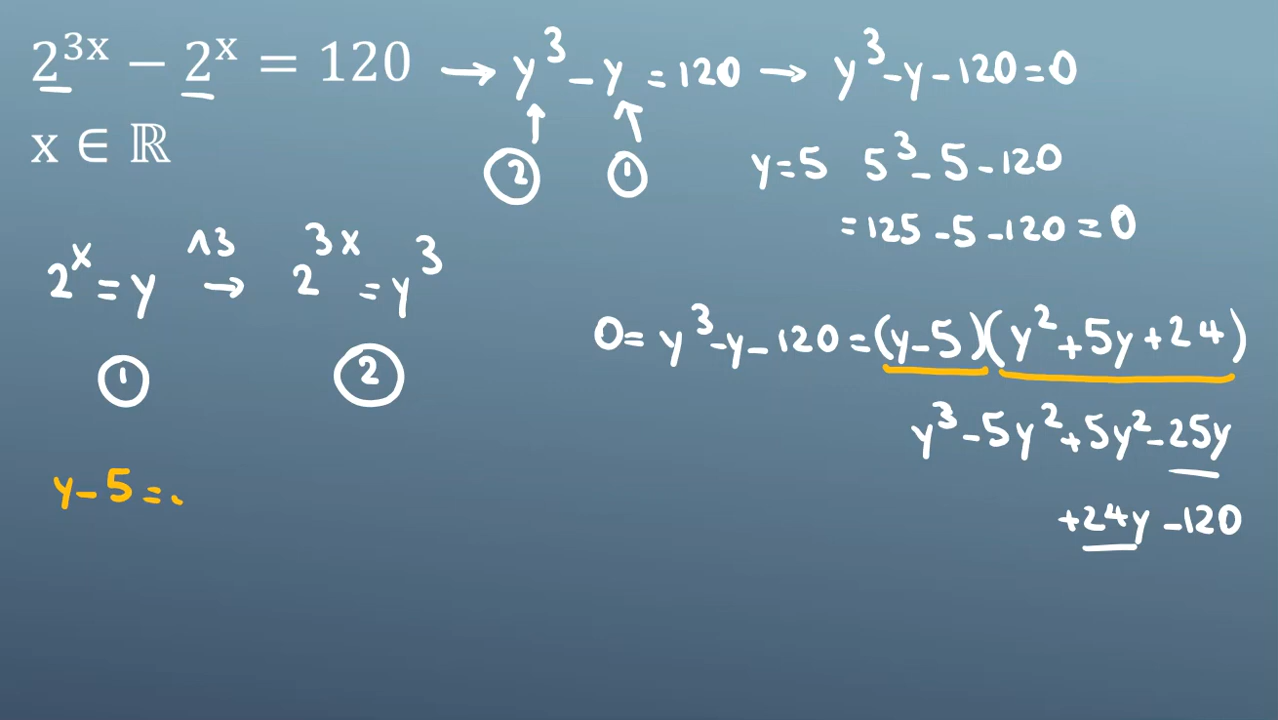 2^{3x} − 2^x = 120 → y^3 - y = 120 → y^3 - y - 120 = 0
x ∈ ℝ
② ①
y = 5 5^3 - 5 - 120
= 125 - 5 - 120 = 0
2^x = y ^3 → 2^{3x} = y^3
① ②
0 = y^3 - y - 120 = (y - 5)(y^2 + 5y + 24)
y^3 - 5y^2 + 5y^2 - 25y
+ 24y - 120
y - 5 =